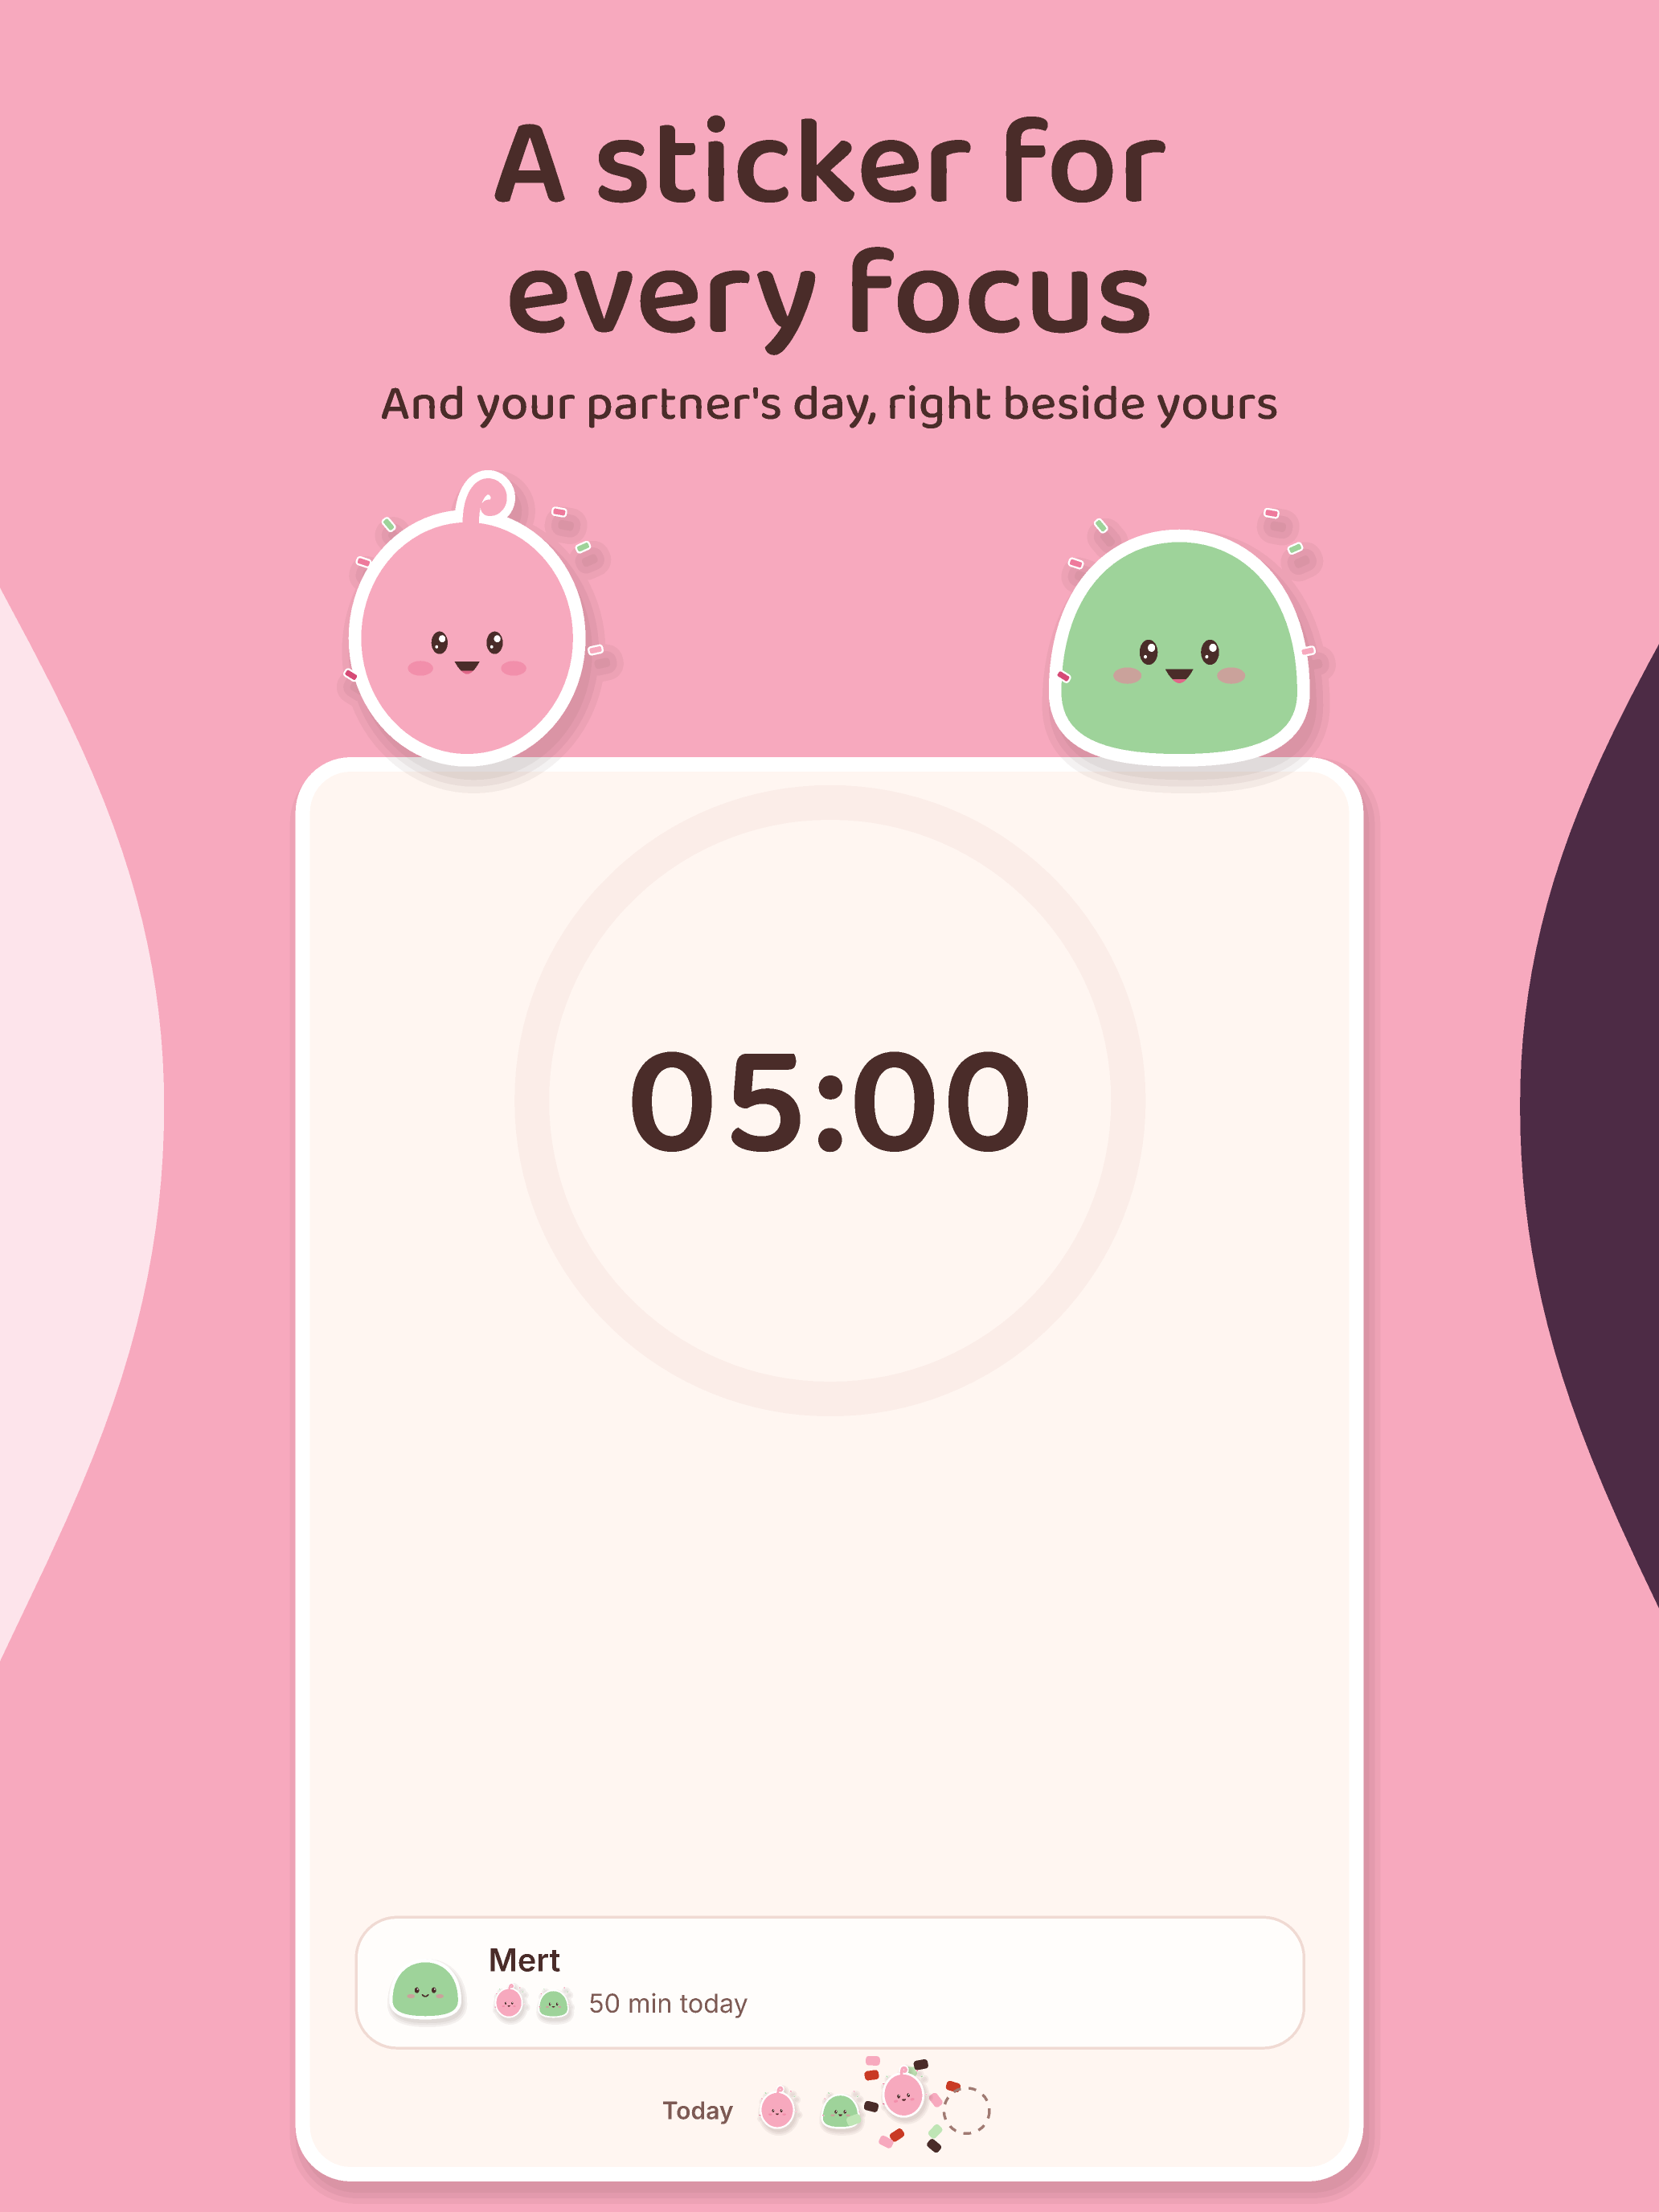 A sticker for
every focus
And your partner's day, right beside yours
05:00
Mert
50 min today
Today